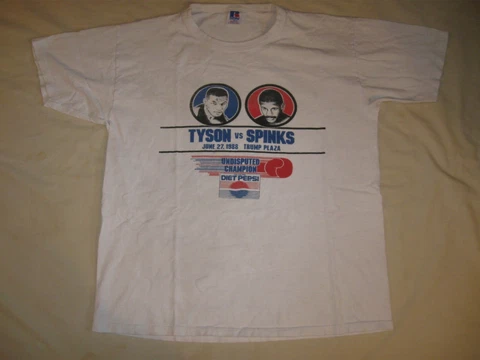 TYSON VS SPINKS
JUNE 27, 1988 TRUMP PLAZA
UNDISPUTED
CHAMPION
DIET PEPSI